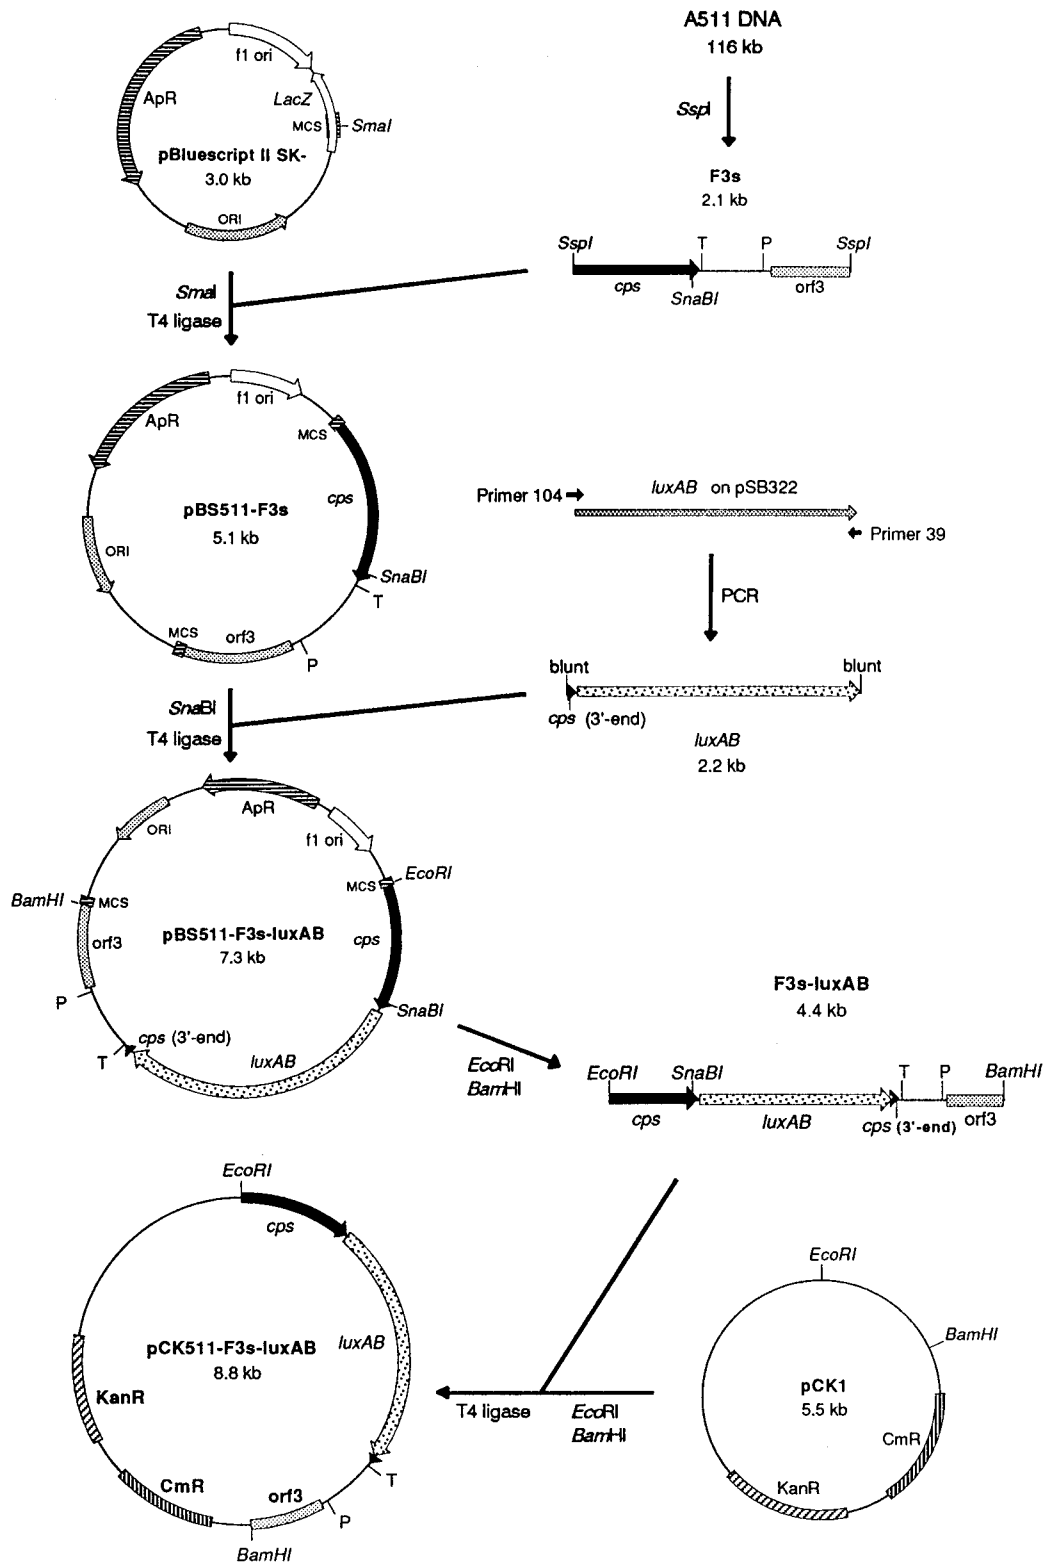 A511 DNA
116 kb
SspI
F3s
2.1 kb
SspI
T
P
SspI
cps
SnaBI
orf3
f1 ori
ApR
LacZ
MCS
SmaI
pBluescript II SK-
3.0 kb
ORI
SmaI
T4 ligase
f1 ori
ApR
MCS
cps
pBS511-F3s
5.1 kb
ORI
SnaBI
T
MCS
orf3
P
Primer 104
luxAB on pSB322
Primer 39
PCR
blunt
blunt
cps (3'-end)
luxAB
2.2 kb
SnaBI
T4 ligase
ApR
ORI
f1 ori
MCS
EcoRI
BamHI
MCS
pBS511-F3s-luxAB
7.3 kb
cps
orf3
P
SnaBI
T
cps (3'-end)
luxAB
EcoRI
BamHI
F3s-luxAB
4.4 kb
EcoRI
SnaBI
T
P
BamHI
cps
luxAB
cps (3'-end)
orf3
EcoRI
cps
pCK511-F3s-luxAB
8.8 kb
luxAB
KanR
CmR
orf3
T
P
BamHI
T4 ligase
EcoRI
BamHI
EcoRI
BamHI
pCK1
5.5 kb
CmR
KanR